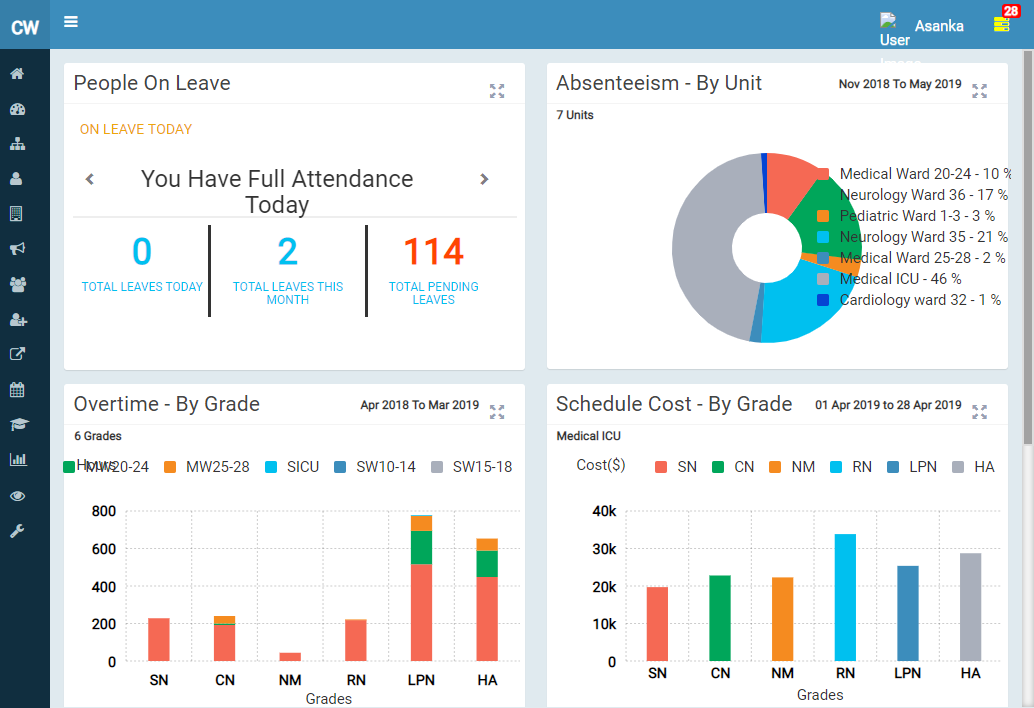 CW
User
Image
Asanka
28
People On Leave
ON LEAVE TODAY
You Have Full Attendance
Today
0
TOTAL LEAVES TODAY
2
TOTAL LEAVES THIS
MONTH
114
TOTAL PENDING
LEAVES
Absenteeism - By Unit
Nov 2018 To May 2019
7 Units
Medical Ward 20-24 - 10 %
Neurology Ward 36 - 17 %
Pediatric Ward 1-3 - 3 %
Neurology Ward 35 - 21 %
Medical Ward 25-28 - 2 %
Medical ICU - 46 %
Cardiology ward 32 - 1 %
Overtime - By Grade
Apr 2018 To Mar 2019
6 Grades
Hours
MW20-24 MW25-28 SICU SW10-14 SW15-18
800
600
400
200
0
SN CN NM RN LPN HA
Grades
Schedule Cost - By Grade
01 Apr 2019 to 28 Apr 2019
Medical ICU
Cost($)
SN CN NM RN LPN HA
40k
30k
20k
10k
0
SN CN NM RN LPN HA
Grades